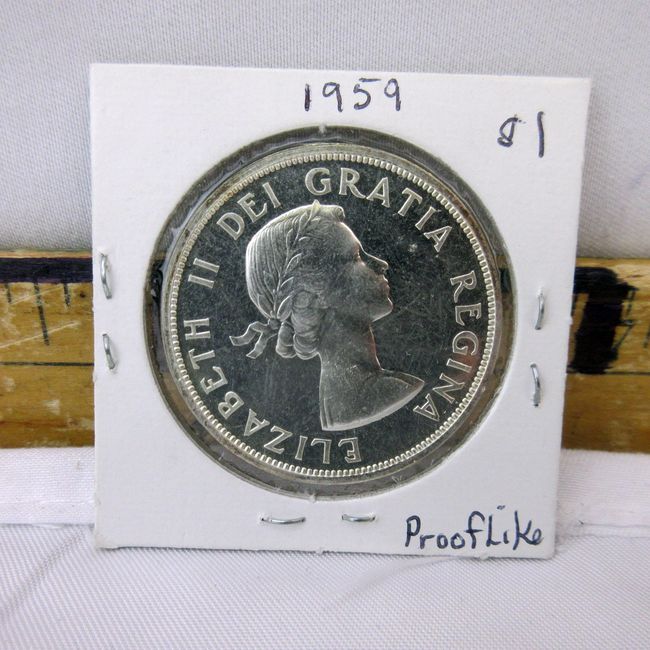 1959
$1
ELIZABETH II DEI GRATIA REGINA
ProofLike